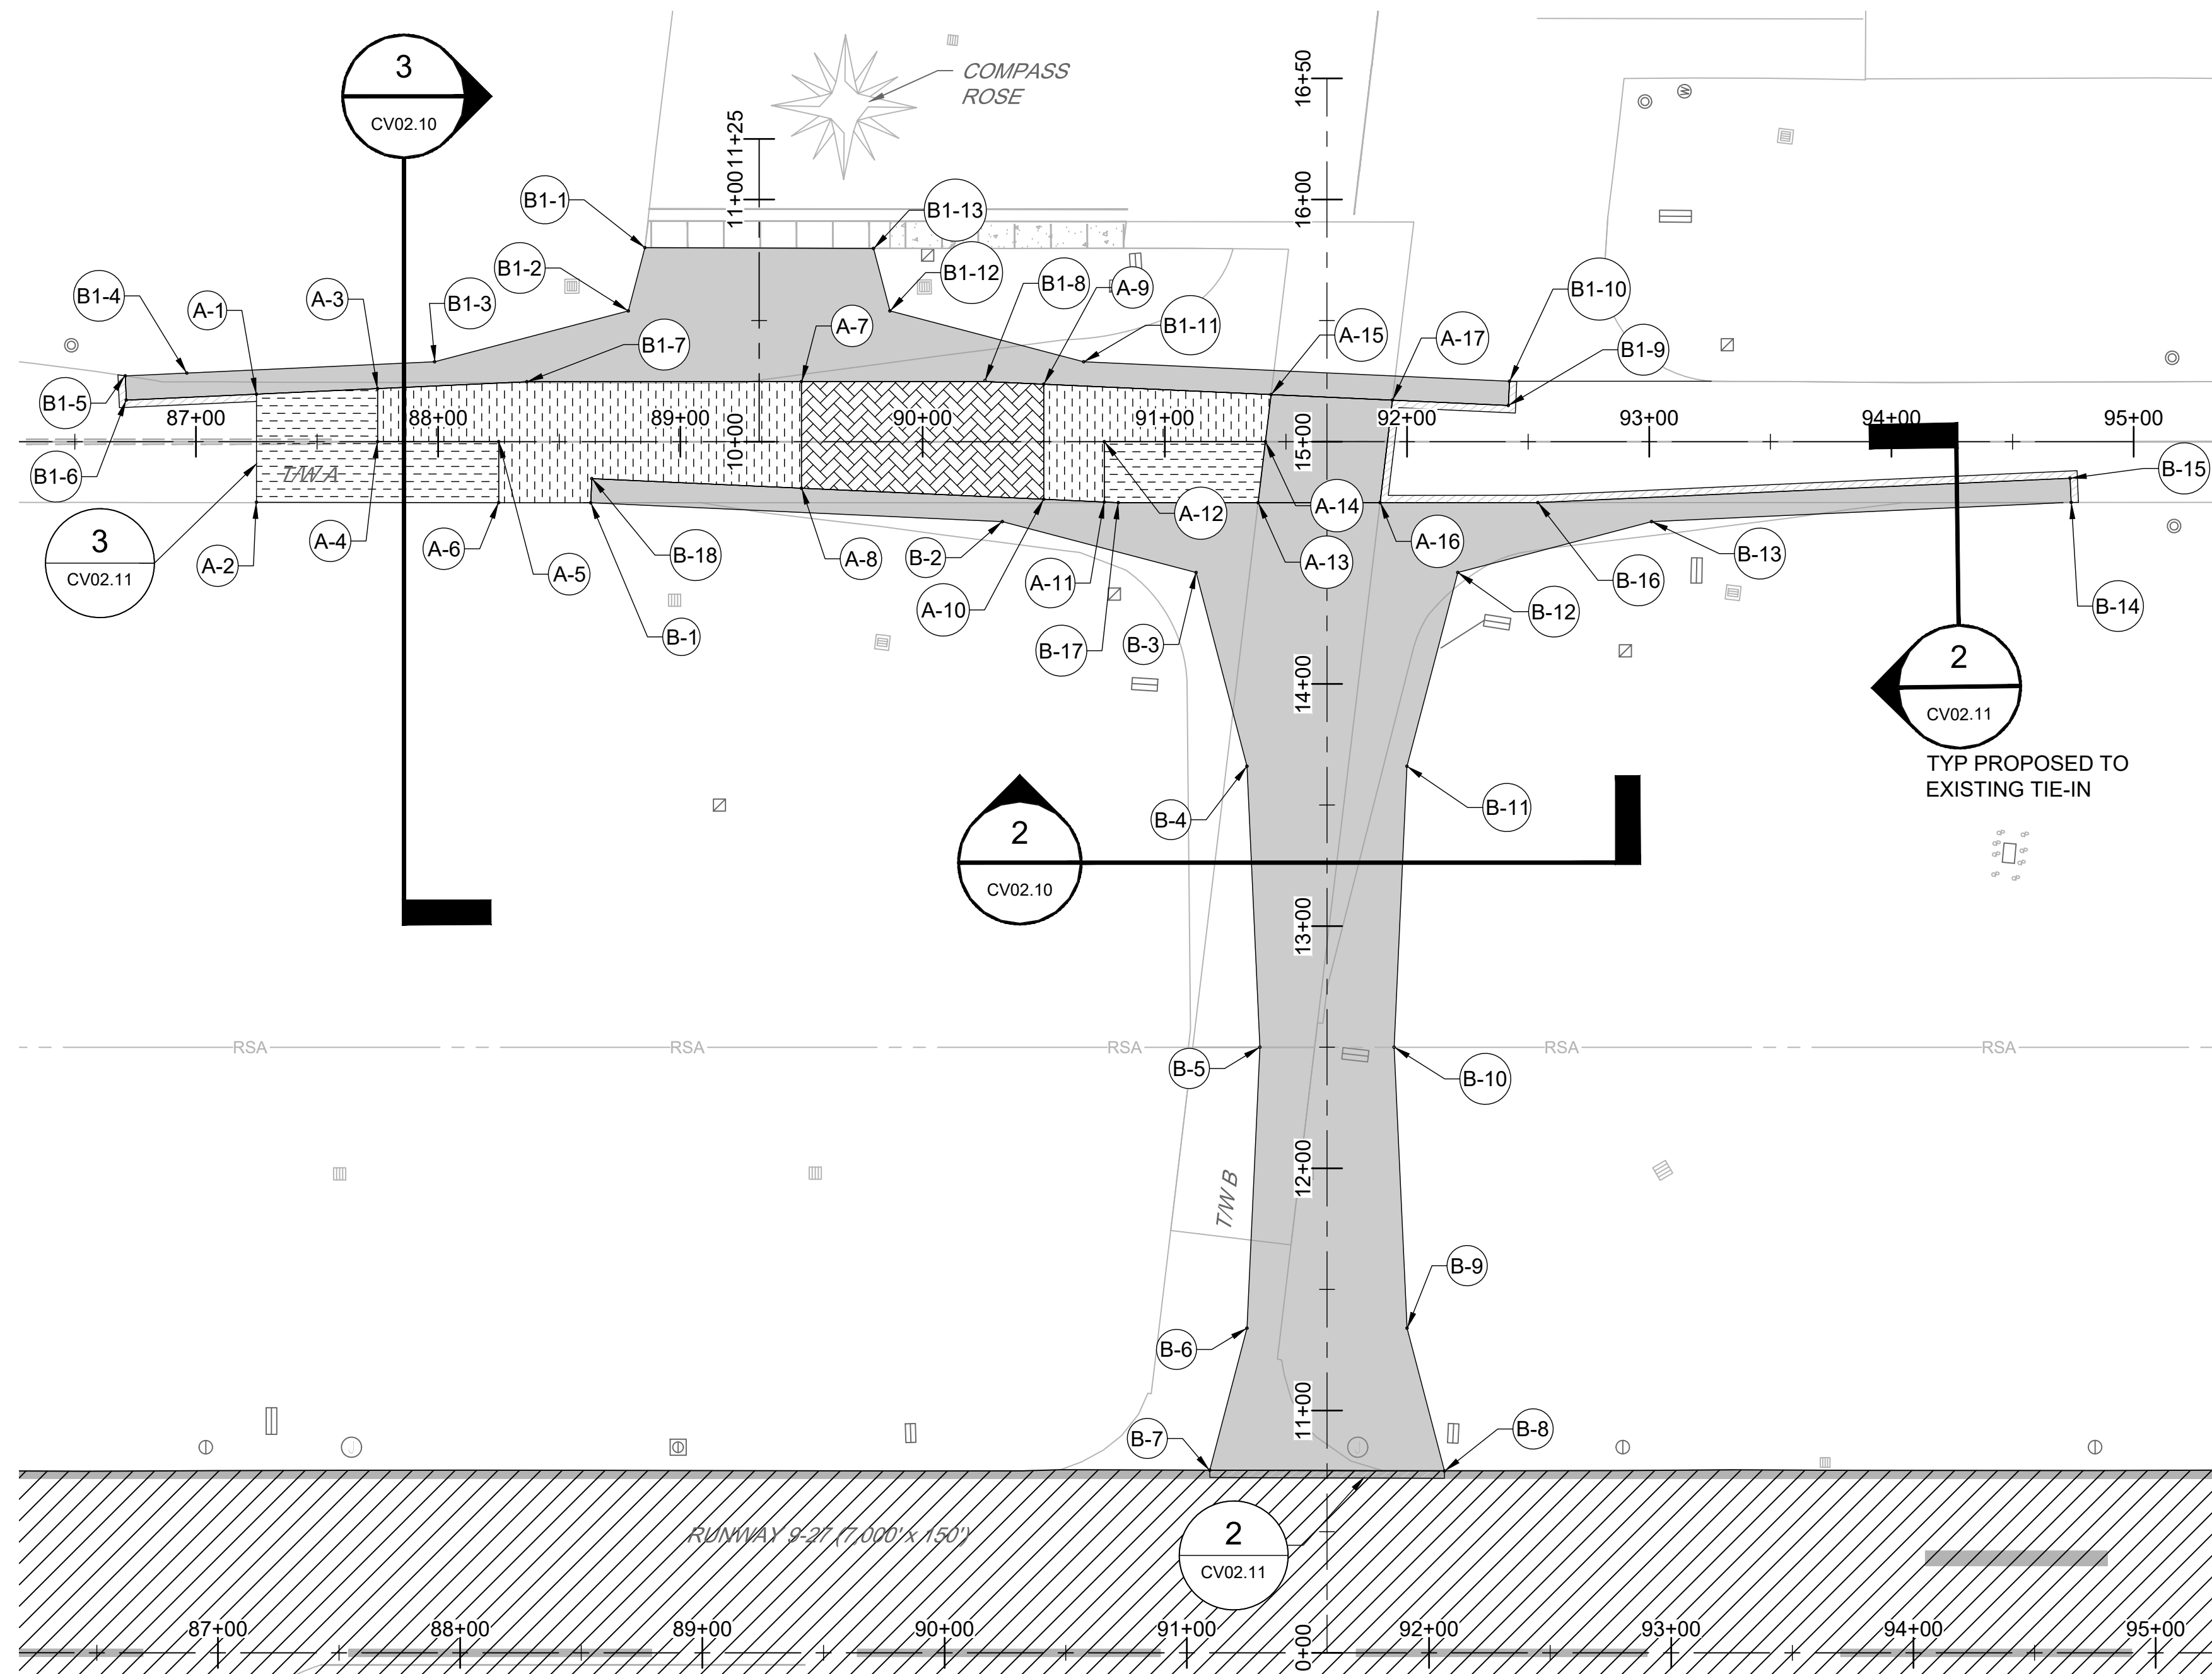 3
CV02.10
COMPASS
ROSE
16+50
11+25
11+00
16+00
B1-1
B1-13
B1-2
B1-12
B1-4
A-1
A-3
B1-3
B1-8
A-9
B1-10
B1-7
A-7
B1-11
A-15
A-17
B1-9
B1-5
87+00
88+00
89+00
90+00
91+00
92+00
93+00
94+00
95+00
10+00
15+00
B1-6
T/W A
B-15
3
CV02.11
A-2
A-4
A-6
A-5
B-18
A-8
B-2
A-12
A-14
A-16
A-13
B-13
B-16
A-11
A-10
B-1
B-17
B-3
B-12
B-14
14+00
2
CV02.11
TYP PROPOSED TO
EXISTING TIE-IN
B-4
B-11
2
CV02.10
13+00
RSA
RSA
RSA
RSA
RSA
B-5
B-10
12+00
T/W B
B-9
B-6
11+00
B-7
B-8
RUNWAY 9-27 (7,000' x 150')
2
CV02.11
87+00
88+00
89+00
90+00
91+00
0+00
92+00
93+00
94+00
95+00